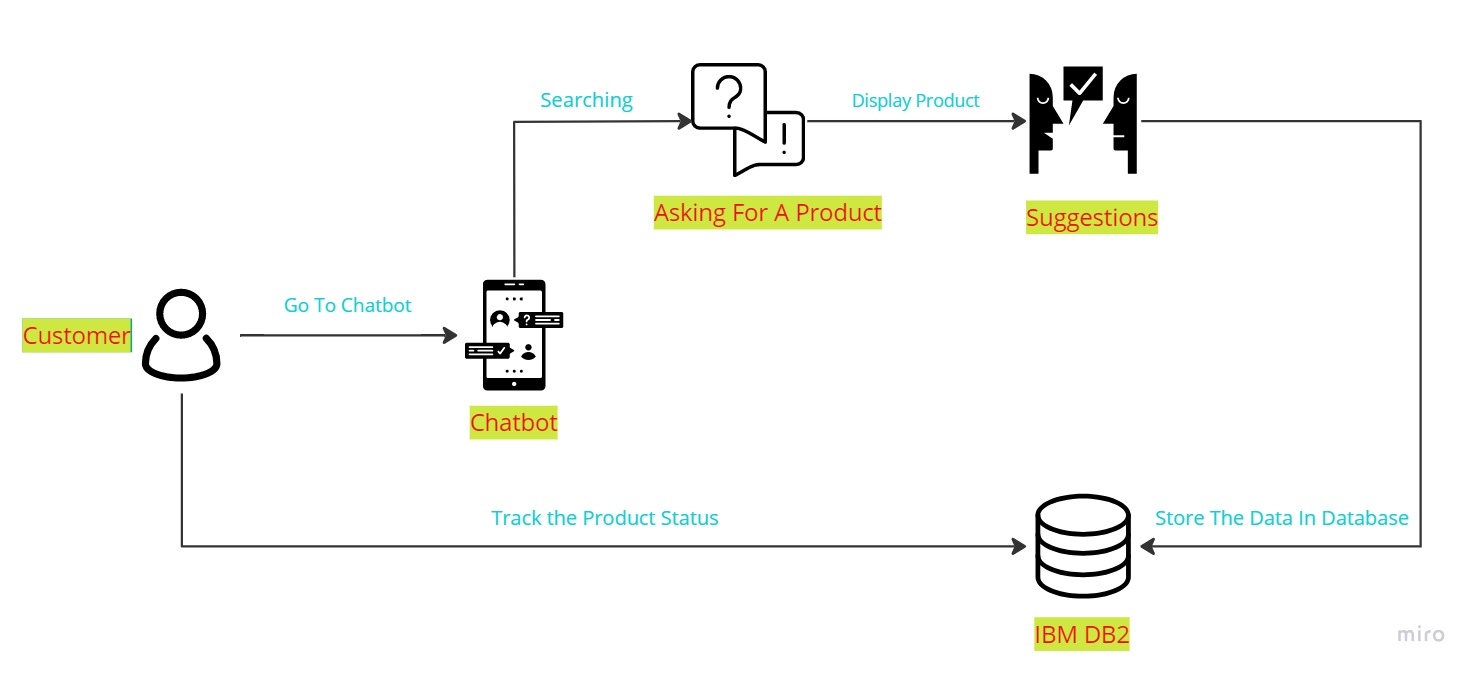 Searching
Display Product
Asking For A Product
Suggestions
Go To Chatbot
Customer
Chatbot
Track the Product Status
Store The Data In Database
IBM DB2
miro